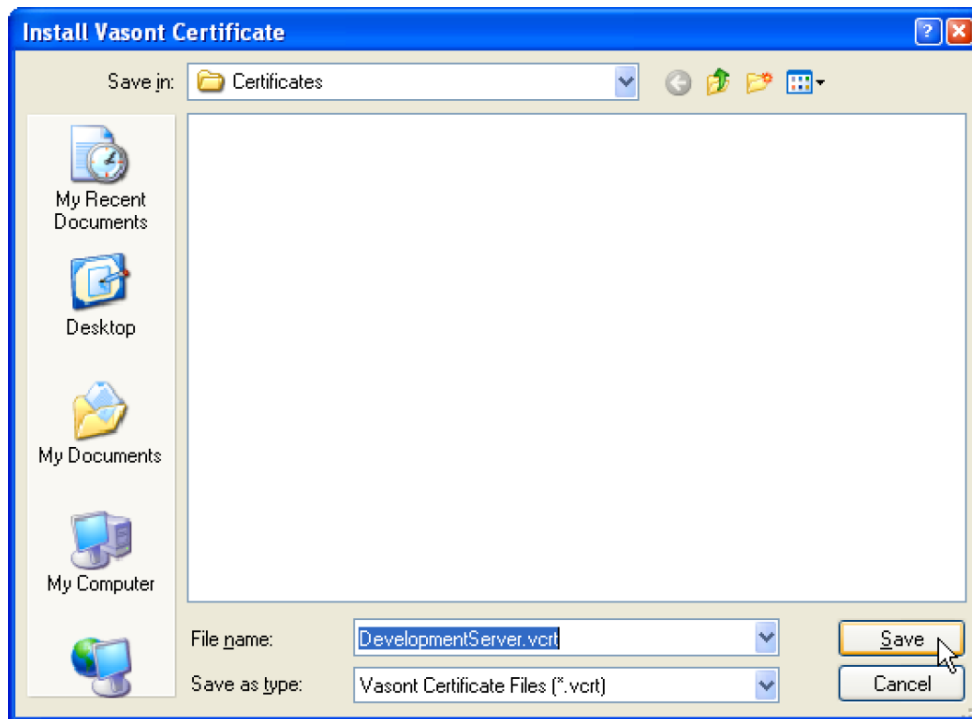 Install Vasont Certificate
Save in:
Certificates
My Recent
Documents
Desktop
My Documents
My Computer
File name:
DevelopmentServer.vcrt
Save
Save as type:
Vasont Certificate Files (*.vcrt)
Cancel